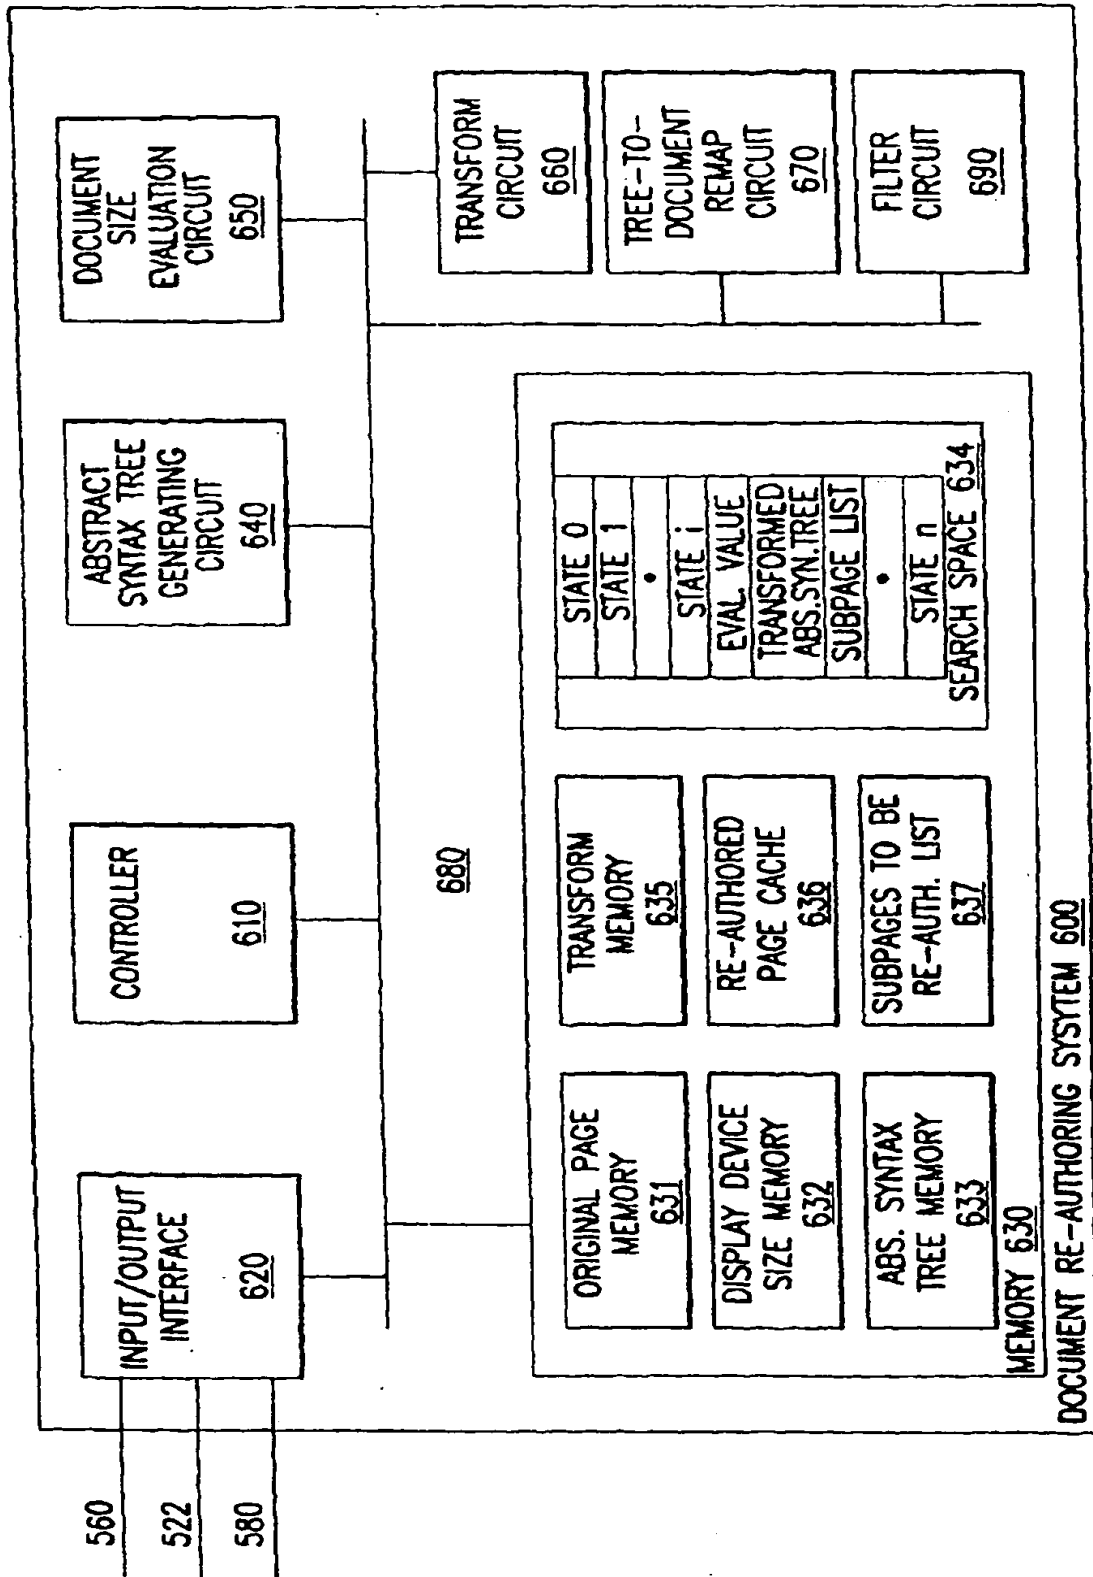 560
522
580
INPUT/OUTPUT
INTERFACE
620
CONTROLLER
610
ABSTRACT
SYNTAX TREE
GENERATING
CIRCUIT
640
DOCUMENT
SIZE
EVALUATION
CIRCUIT
650
680
TRANSFORM
CIRCUIT
660
TREE-TO-
DOCUMENT
REMAP
CIRCUIT
670
FILTER
CIRCUIT
690
ORIGINAL PAGE
MEMORY
631
DISPLAY DEVICE
SIZE MEMORY
632
ABS. SYNTAX
TREE MEMORY
633
TRANSFORM
MEMORY
635
RE-AUTHORED
PAGE CACHE
636
SUBPAGES TO BE
RE-AUTH. LIST
637
STATE 0
STATE 1
•
STATE i
EVAL. VALUE
TRANSFORMED
ABS.SYN.TREE
SUBPAGE LIST
•
STATE n
SEARCH SPACE 634
MEMORY 630
DOCUMENT RE-AUTHORING SYSYTEM 600